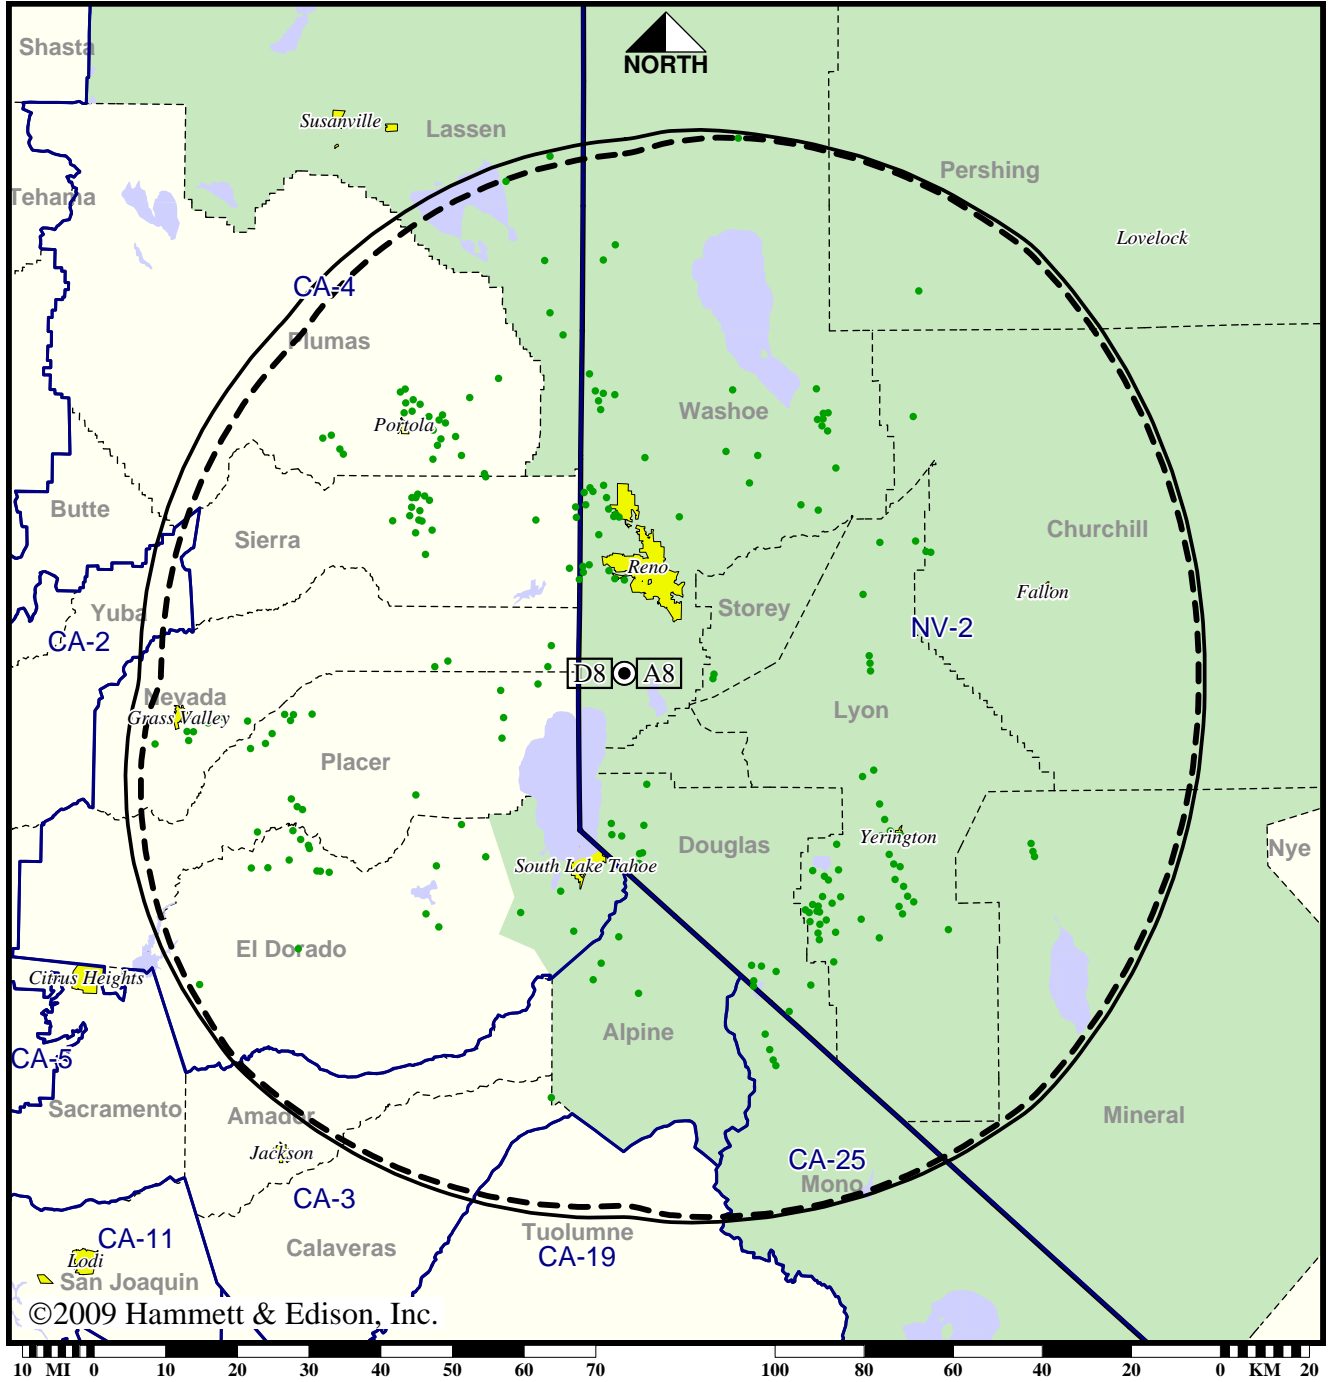 Shasta
NORTH
Susanville
Lassen
Pershing
Tehama
Lovelock
CA-4
Plumas
Washoe
Portola
Butte
Sierra
Churchill
Reno
Fallon
Storey
Yuba
NV-2
CA-2
D8
A8
Nevada
Grass Valley
Lyon
Placer
Yerington
Douglas
Nye
South Lake Tahoe
El Dorado
Citrus Heights
Alpine
CA-5
Sacramento
Amador
Mineral
Jackson
CA-25
Mono
CA-3
Tuolumne
CA-11
Calaveras
CA-19
Lodi
San Joaquin
©2009 Hammett & Edison, Inc.
10 MI 0 10 20 30 40 50 60 70 100 80 60 40 20 0 KM 20